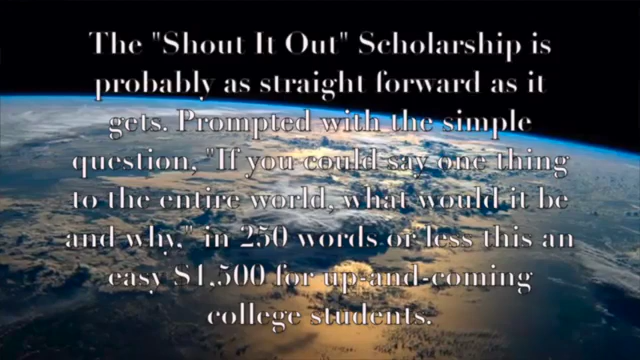 The "Shout It Out" Scholarship is
probably as straight forward as it
gets. Prompted with the simple
question, "If you could say one thing
to the entire world, what would it be
and why," in 250 words or less this an
easy $1,500 for up-and-coming
college students.